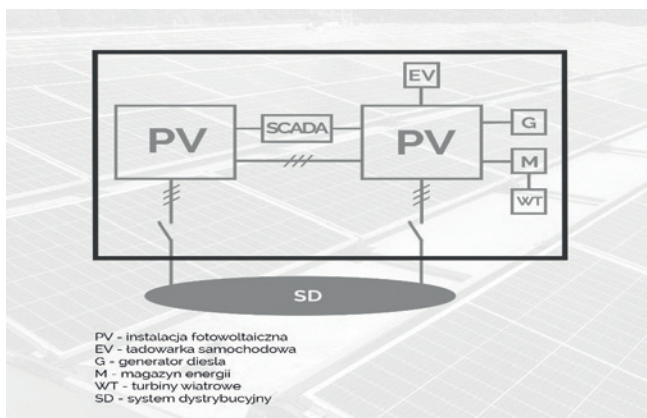 EV
PV
SCADA
PV
G
M
WT
SD
PV - instalacja fotowoltaiczna
EV - ładowarka samochodowa
G - generator diesla
M - magazyn energii
WT - turbiny wiatrowe
SD - system dystrybucyjny